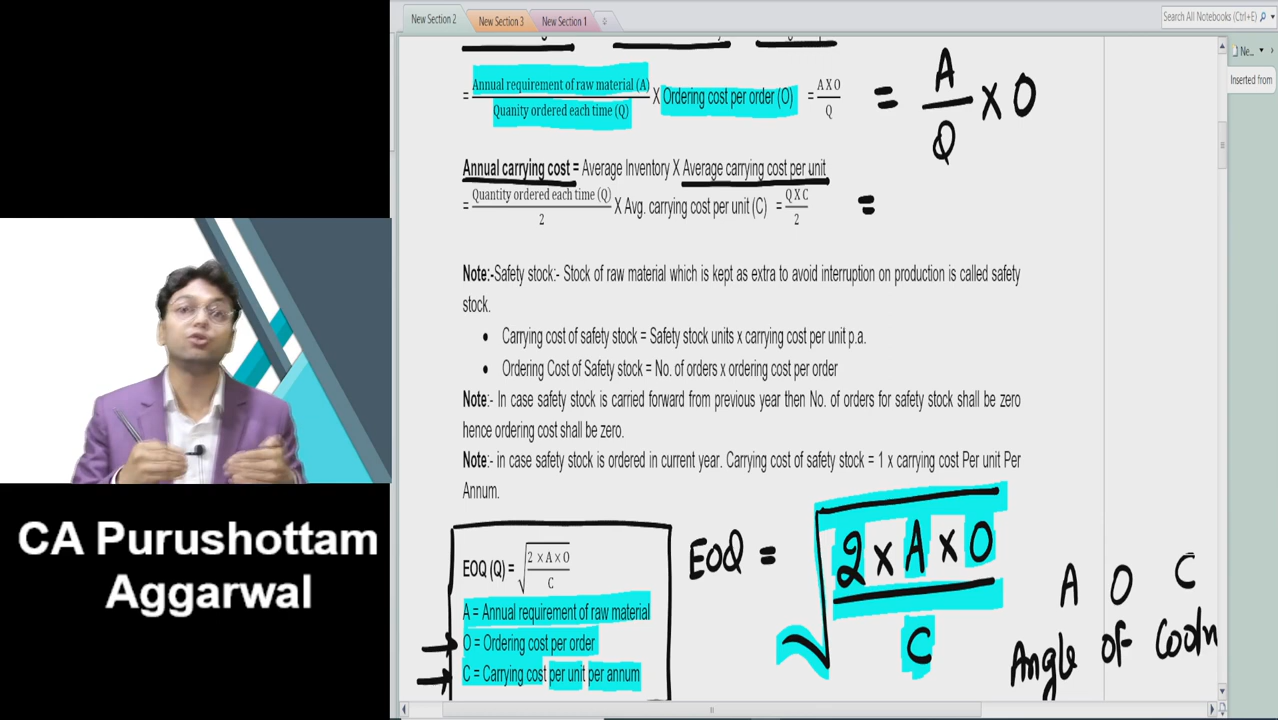 New Section 2 New Section 3 New Section 1
Search All Notebooks (Ctrl+E)
Ne...
Inserted from
= Annual requirement of raw material (A) / Quanity ordered each time (Q) X Ordering cost per order (O) = A X O / Q = A / Q × O
Annual carrying cost = Average Inventory X Average carrying cost per unit
= Quantity ordered each time (Q) / 2 X Avg. carrying cost per unit (C) = Q X C / 2 =
Note:-Safety stock:- Stock of raw material which is kept as extra to avoid interruption on production is called safety
stock.
• Carrying cost of safety stock = Safety stock units x carrying cost per unit p.a.
• Ordering Cost of Safety stock = No. of orders x ordering cost per order
Note:- In case safety stock is carried forward from previous year then No. of orders for safety stock shall be zero
hence ordering cost shall be zero.
Note:- in case safety stock is ordered in current year. Carrying cost of safety stock = 1 x carrying cost Per unit Per
Annum.
EOQ (Q) = √ 2 × A × O / C
A = Annual requirement of raw material
O = Ordering cost per order
C = Carrying cost per unit per annum
EOQ = √ 2 × A × O / C
A O C
Angle of
CA Purushottam
Aggarwal